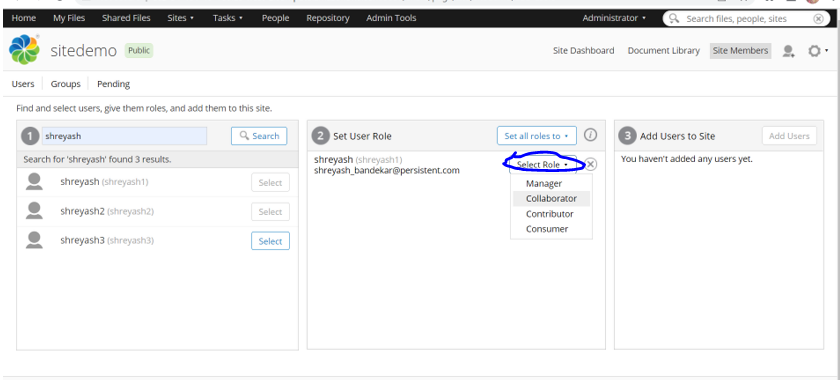 Home My Files Shared Files Sites Tasks People Repository Admin Tools Administrator Search files, people, sites
sitedemo Public Site Dashboard Document Library Site Members
Users Groups Pending
Find and select users, give them roles, and add them to this site.
1 shreyash Search
Search for 'shreyash' found 3 results.
shreyash (shreyash1) Select
shreyash2 (shreyash2) Select
shreyash3 (shreyash3) Select
2 Set User Role Set all roles to i
shreyash (shreyash1) Select Role
shreyash_bandekar@persistent.com
Manager
Collaborator
Contributor
Consumer
3 Add Users to Site Add Users
You haven't added any users yet.